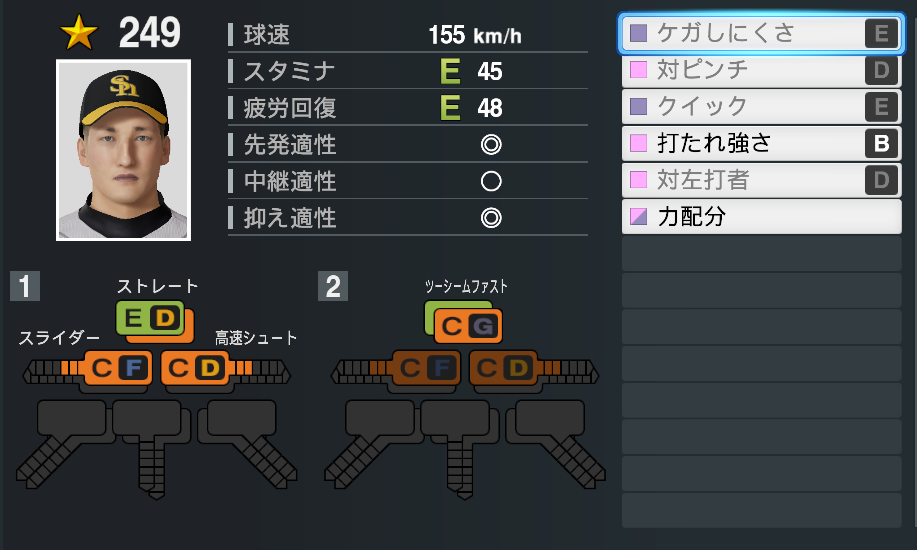 249
球速 155 km/h
スタミナ E 45
疲労回復 E 48
先発適性 ◎
中継適性 ○
抑え適性 ◎
SH
ケガしにくさ E
対ピンチ D
クイック E
打たれ強さ B
対左打者 D
力配分
1
ストレート
E D
スライダー
C F
高速シュート
C D
2
ツーシームファスト
C G
C F
C D